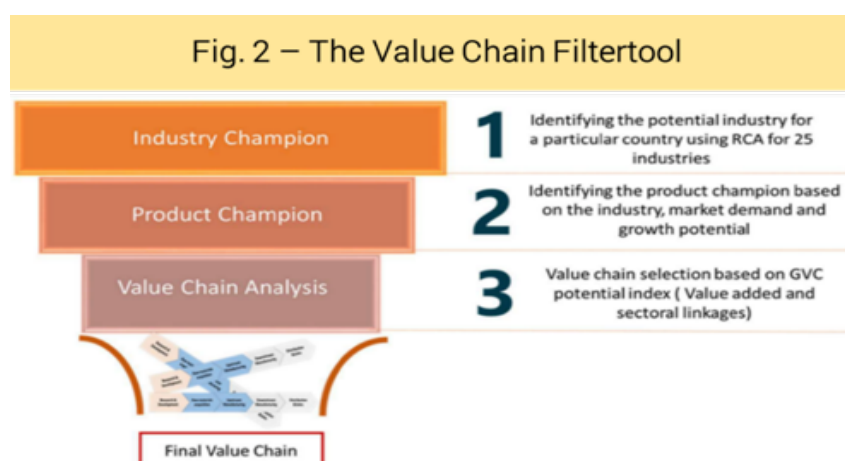 Fig. 2 – The Value Chain Filtertool
Industry Champion
1
Identifying the potential industry for
a particular country using RCA for 25
industries
Product Champion
2
Identifying the product champion based
on the industry, market demand and
growth potential
Value Chain Analysis
3
Value chain selection based on GVC
potential index ( Value added and
sectoral linkages)
Final Value Chain